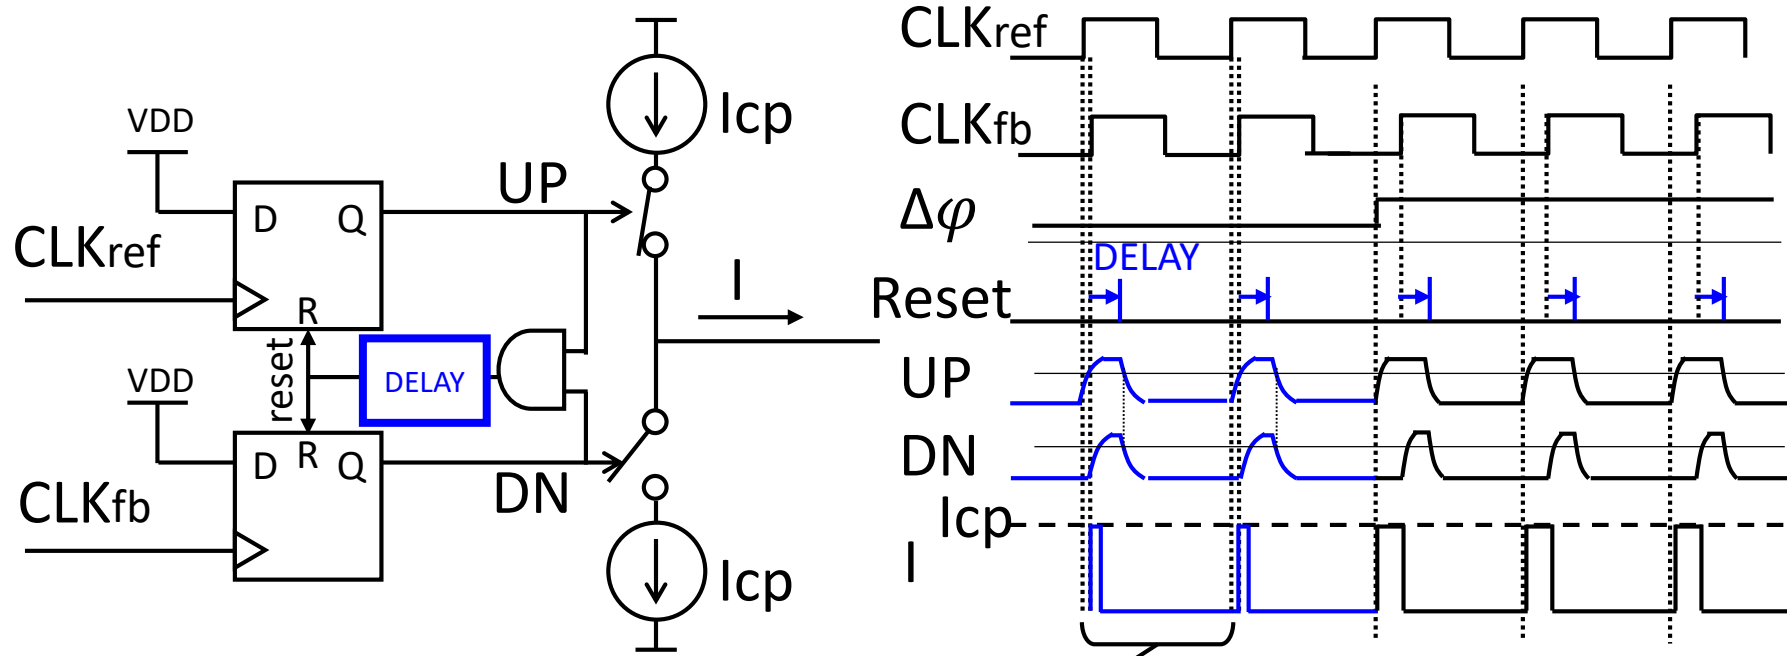 VDD
D Q
UP
CLKref
R
reset
DELAY
VDD
D R Q
DN
CLKfb
Icp
I
Icp
CLKref
CLKfb
Δφ
DELAY
Reset
UP
DN
Icp
I